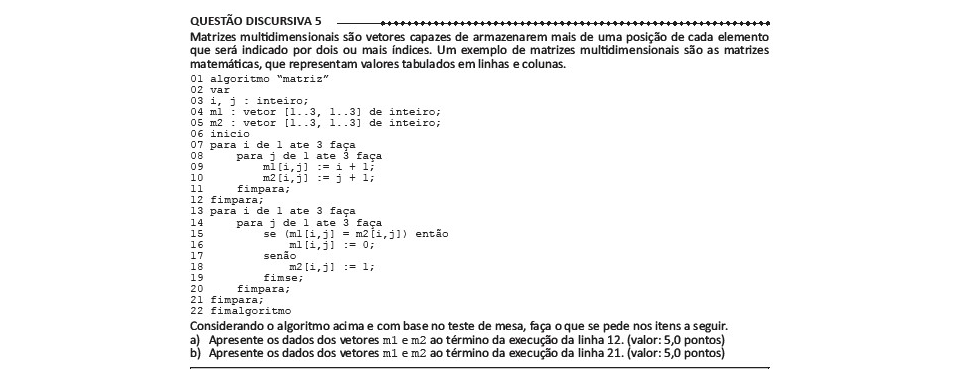 QUESTÃO DISCURSIVA 5
Matrizes multidimensionais são vetores capazes de armazenarem mais de uma posição de cada elemento
que será indicado por dois ou mais índices. Um exemplo de matrizes multidimensionais são as matrizes
matemáticas, que representam valores tabulados em linhas e colunas.
01 algoritmo "matriz"
02 var
03 i, j : inteiro;
04 m1 : vetor [1..3, 1..3] de inteiro;
05 m2 : vetor [1..3, 1..3] de inteiro;
06 inicio
07 para i de 1 ate 3 faça
08 para j de 1 ate 3 faça
09 m1[i,j] := i + 1;
10 m2[i,j] := j + 1;
11 fimpara;
12 fimpara;
13 para i de 1 ate 3 faça
14 para j de 1 ate 3 faça
15 se (m1[i,j] = m2[i,j]) então
16 m1[i,j] := 0;
17 senão
18 m2[i,j] := 1;
19 fimse;
20 fimpara;
21 fimpara;
22 fimalgoritmo
Considerando o algoritmo acima e com base no teste de mesa, faça o que se pede nos itens a seguir.
a) Apresente os dados dos vetores m1 e m2 ao término da execução da linha 12. (valor: 5,0 pontos)
b) Apresente os dados dos vetores m1 e m2 ao término da execução da linha 21. (valor: 5,0 pontos)